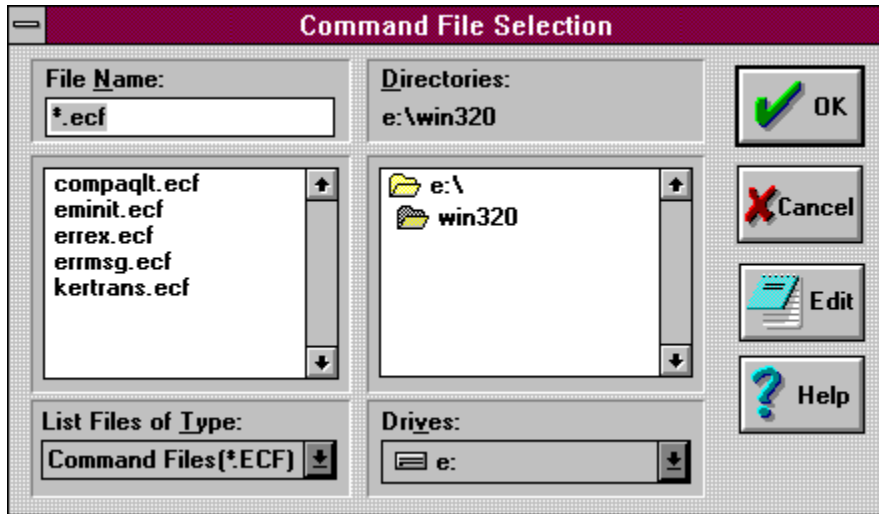 Command File Selection
File Name:
*.ecf
Directories:
e:\win320
compaqlt.ecf
eminit.ecf
errex.ecf
errmsg.ecf
kertrans.ecf
e:\
win320
List Files of Type:
Command Files(*.ECF)
Drives:
e:
OK
Cancel
Edit
Help